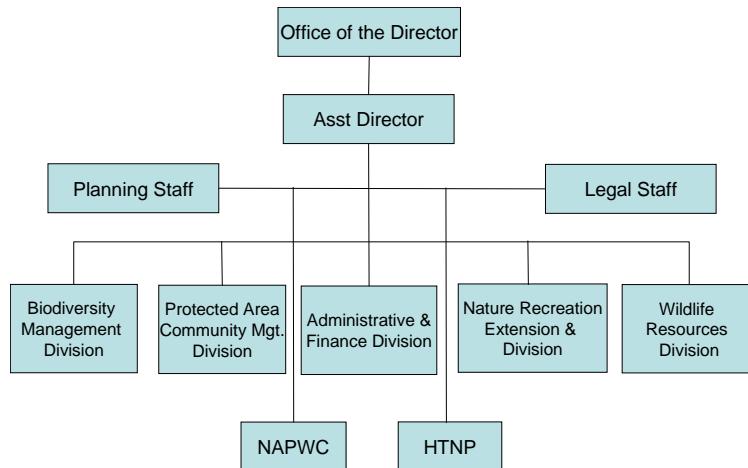 Office of the Director
Asst Director
Planning Staff
Legal Staff
Biodiversity
Management
Division
Protected Area
Community Mgt.
Division
Administrative &
Finance Division
Nature Recreation
Extension &
Division
Wildlife
Resources
Division
NAPWC
HTNP